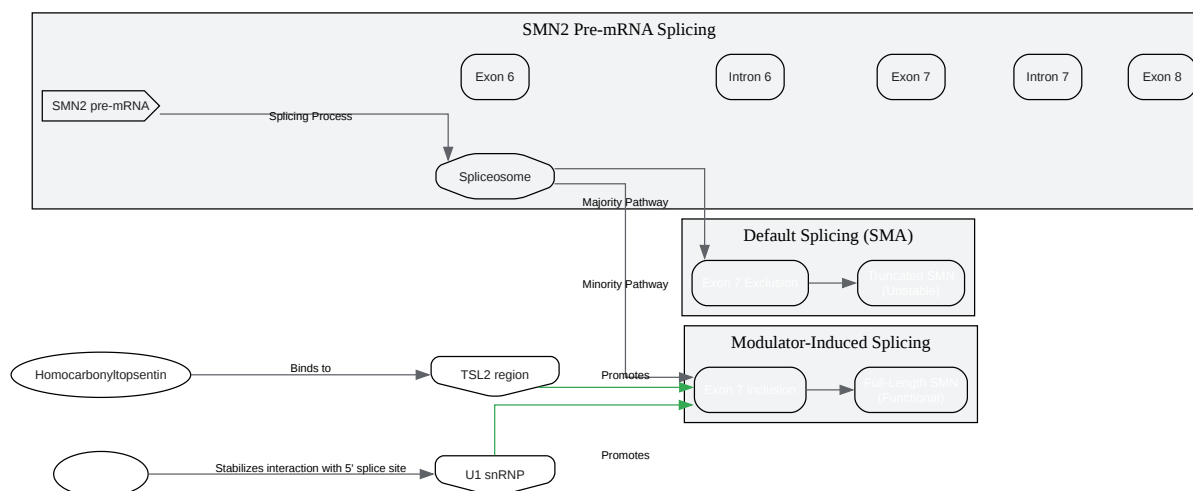 SMN2 Pre-mRNA Splicing
Exon 6
Intron 6
Exon 7
Intron 7
Exon 8
SMN2 pre-mRNA
Splicing Process
Spliceosome
Majority Pathway
Default Splicing (SMA)
Exon 7 Exclusion
Truncated SMN
(Unstable)
Minority Pathway
Modulator-Induced Splicing
Homocarbonyltopsentin
Binds to
TSL2 region
Promotes
Exon 7 Inclusion
Full-Length SMN
(Functional)
Stabilizes interaction with 5' splice site
U1 snRNP
Promotes